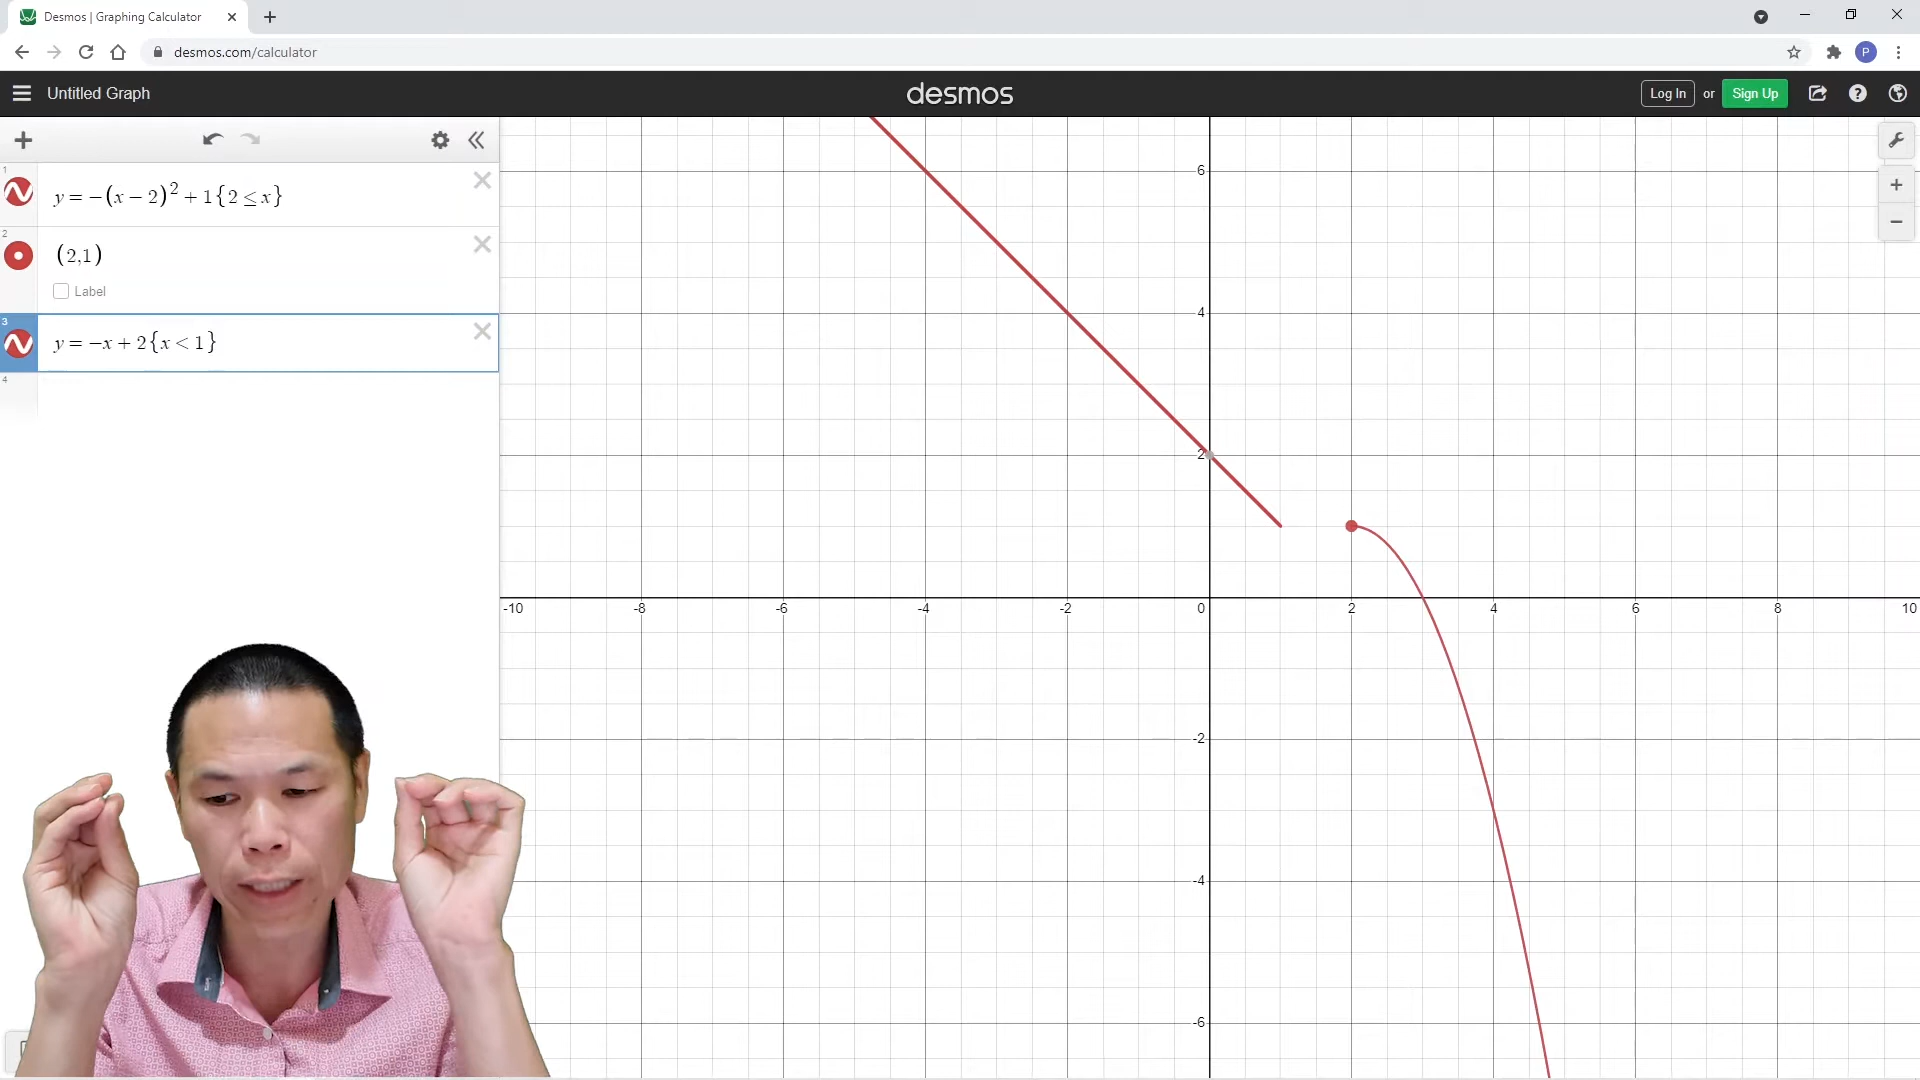 Desmos | Graphing Calculator
desmos.com/calculator
P
Untitled Graph
desmos
Log In or Sign Up
1
y = −(x − 2)² + 1{2 ≤ x}
2
(2,1)
Label
3
y = −x + 2{x < 1}
4
6
4
2
-10 -8 -6 -4 -2 0 2 4 6 8 10
-2
-4
-6